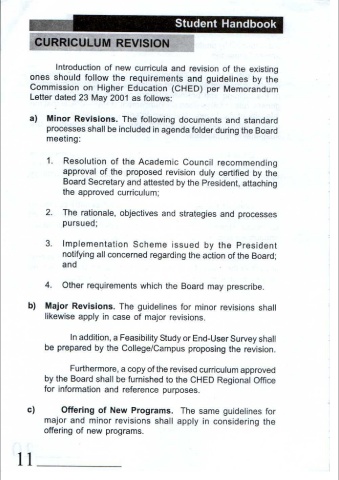 Student Handbook
CURRICULUM REVISION
Introduction of new curricula and revision of the existing
ones should follow the requirements and guidelines by the
Commission on Higher Education (CHED) per Memorandum
Letter dated 23 May 2001 as follows:
a) Minor Revisions. The following documents and standard
processes shall be included in agenda folder during the Board
meeting:
1. Resolution of the Academic Council recommending
approval of the proposed revision duly certified by the
Board Secretary and attested by the President, attaching
the approved curriculum;
2. The rationale, objectives and strategies and processes
pursued;
3. Implementation Scheme issued by the President
notifying all concerned regarding the action of the Board;
and
4. Other requirements which the Board may prescribe.
b) Major Revisions. The guidelines for minor revisions shall
likewise apply in case of major revisions.
In addition, a Feasibility Study or End-User Survey shall
be prepared by the College/Campus proposing the revision.
Furthermore, a copy of the revised curriculum approved
by the Board shall be furnished to the CHED Regional Office
for information and reference purposes.
c) Offering of New Programs. The same guidelines for
major and minor revisions shall apply in considering the
offering of new programs.
11